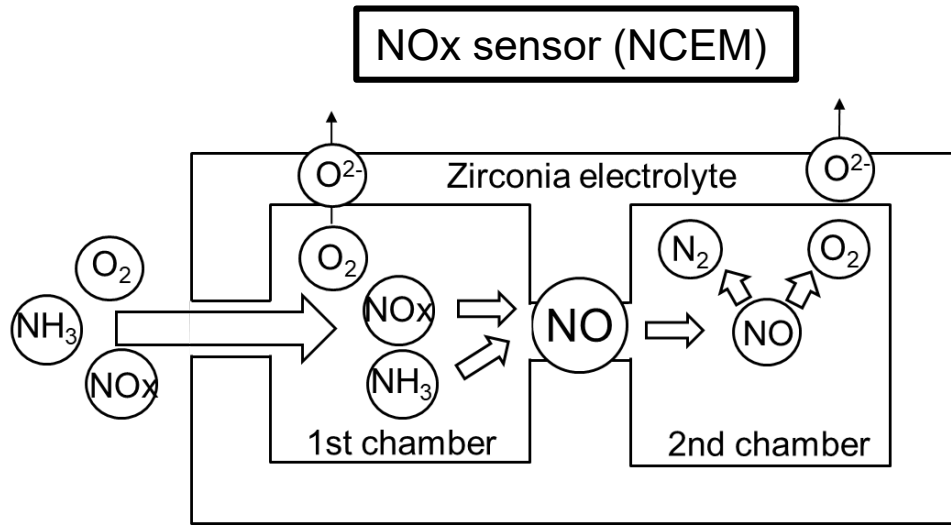 NOx sensor (NCEM)
O²⁻
Zirconia electrolyte
O²⁻
O₂
NH₃
NOx
O₂
NOx
NH₃
NO
N₂
O₂
NO
1st chamber
2nd chamber